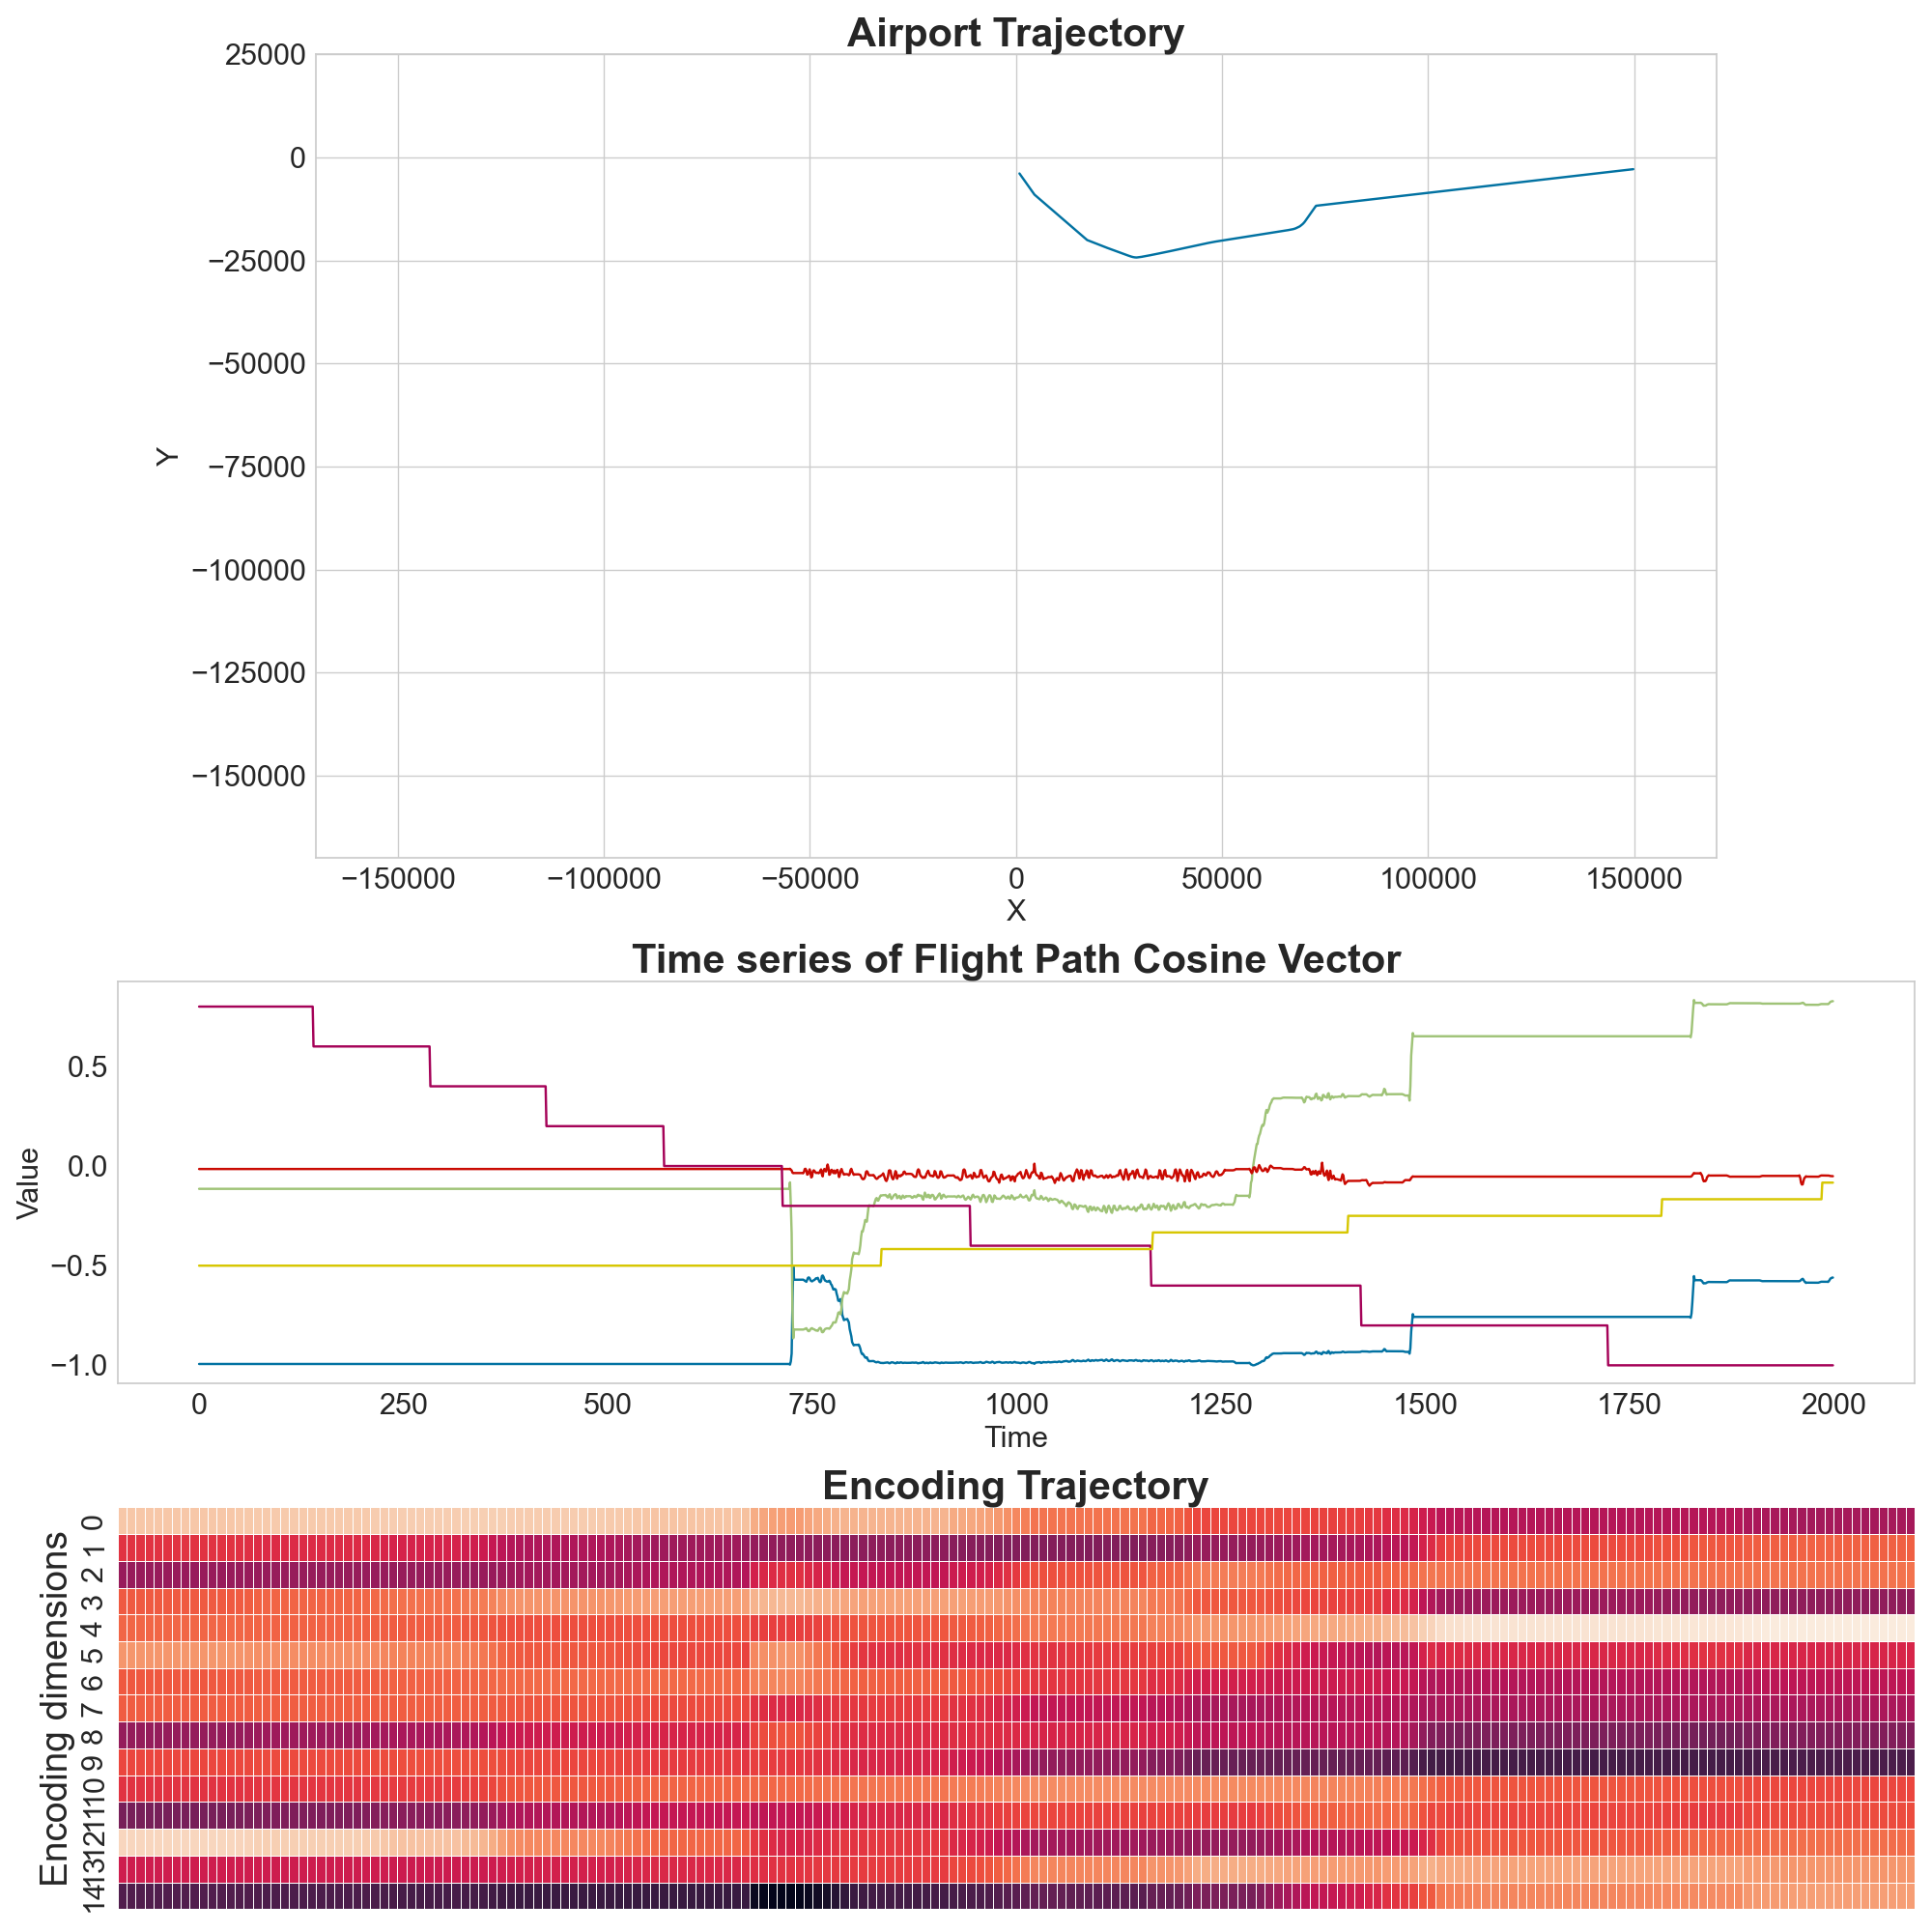 Airport Trajectory
25000
0
−25000
−50000
−75000
−100000
−125000
−150000
Y
−150000 −100000 −50000 0 50000 100000 150000
X
Time series of Flight Path Cosine Vector
0.5
0.0
−0.5
−1.0
Value
0 250 500 750 1000 1250 1500 1750 2000
Time
Encoding Trajectory
Encoding dimensions
0
1
2
3
4
5
6
7
8
9
10
11
12
13
14